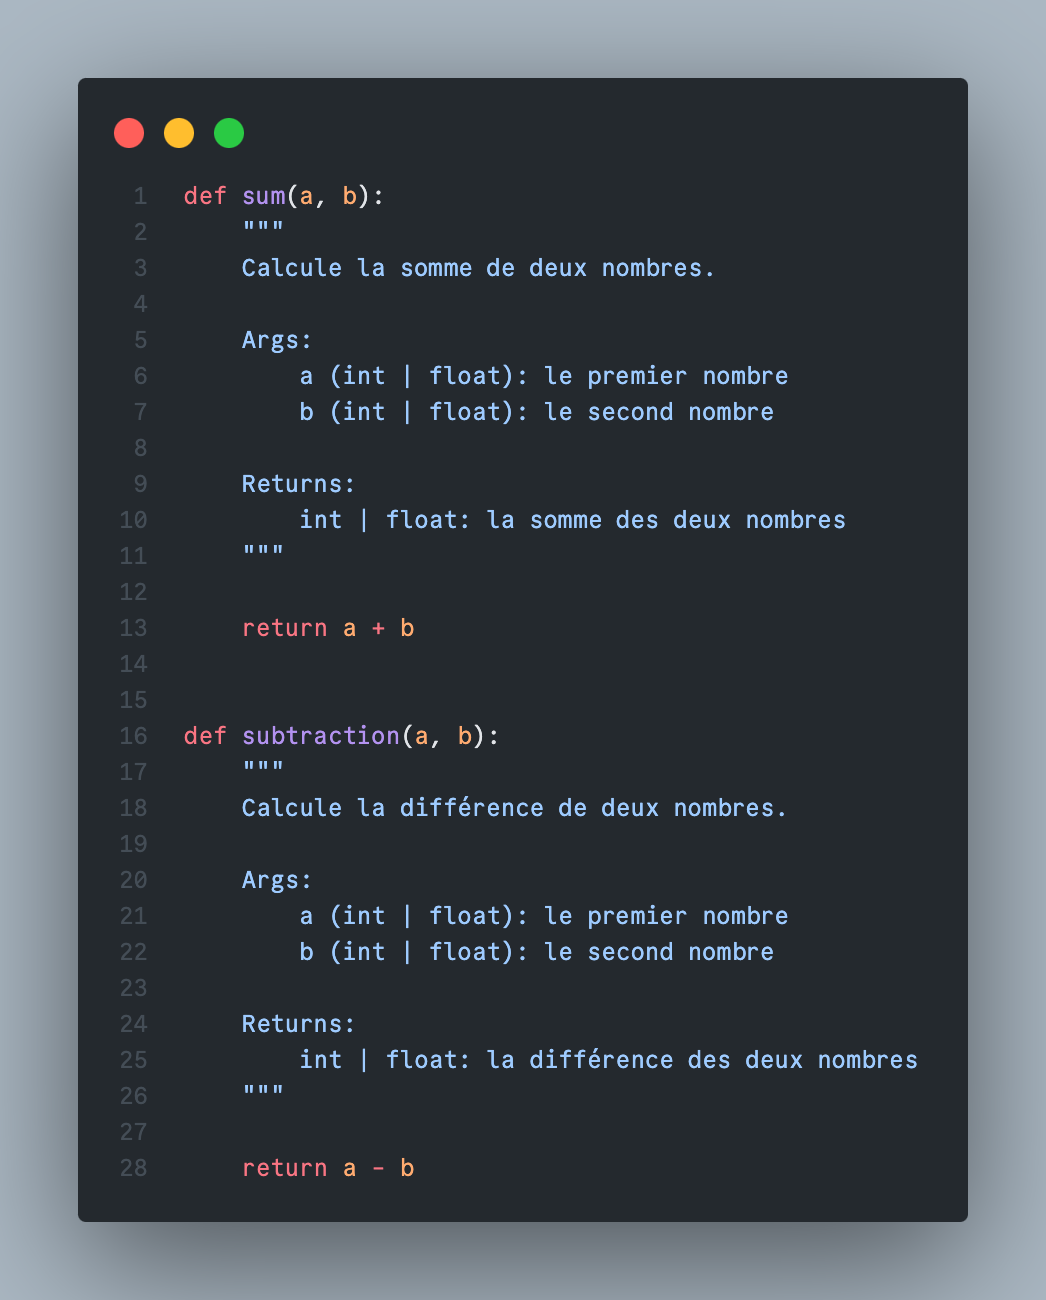 1 def sum(a, b):
2     """
3     Calcule la somme de deux nombres.
4
5     Args:
6         a (int | float): le premier nombre
7         b (int | float): le second nombre
8
9     Returns:
10         int | float: la somme des deux nombres
11     """
12
13     return a + b
14
15
16 def subtraction(a, b):
17     """
18     Calcule la différence de deux nombres.
19
20     Args:
21         a (int | float): le premier nombre
22         b (int | float): le second nombre
23
24     Returns:
25         int | float: la différence des deux nombres
26     """
27
28     return a - b